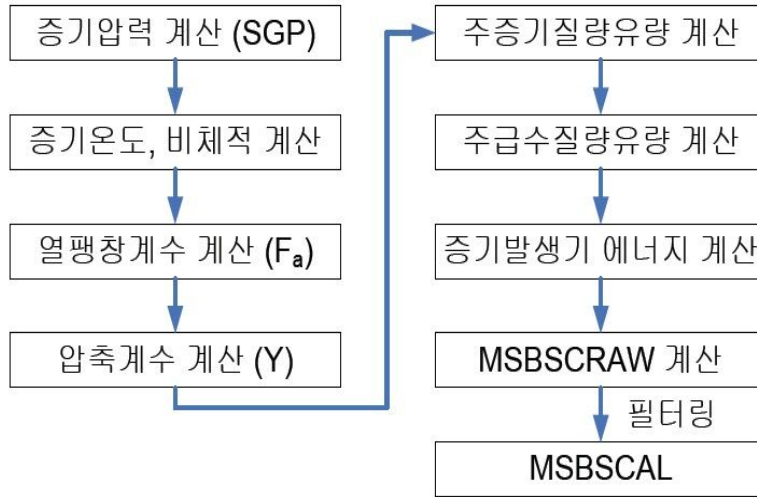 증기압력 계산 (SGP)
증기온도, 비체적 계산
열팽창계수 계산 (Fₐ)
압축계수 계산 (Y)
주증기질량유량 계산
주급수질량유량 계산
증기발생기 에너지 계산
MSBSCRAW 계산
필터링
MSBSCAL